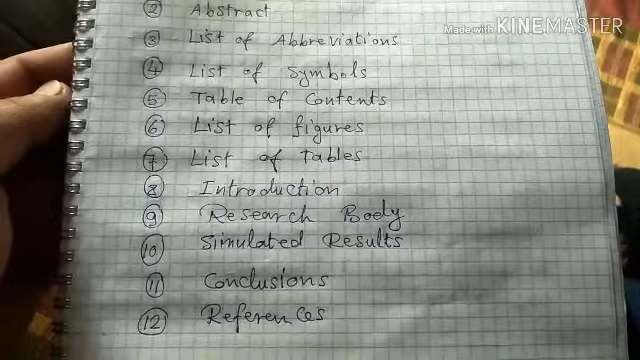 ② Abstract
Made with KINEMASTER
③ List of Abbreviations
④ List of Symbols
⑤ Table of Contents
⑥ List of figures
⑦ List of Tables
⑧ Introduction
⑨ Research Body
⑩ Simulated Results
⑪ Conclusions
⑫ References